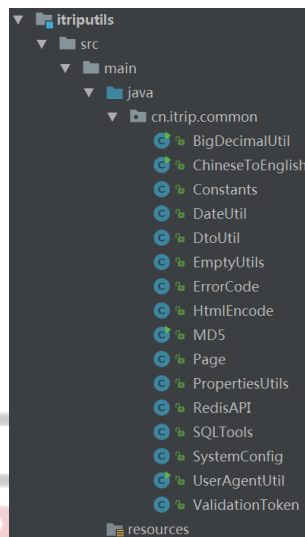 itriputils
src
main
java
cn.itrip.common
BigDecimalUtil
ChineseToEnglish
Constants
DateUtil
DtoUtil
EmptyUtils
ErrorCode
HtmlEncode
MD5
Page
PropertiesUtils
RedisAPI
SQLTools
SystemConfig
UserAgentUtil
ValidationToken
resources